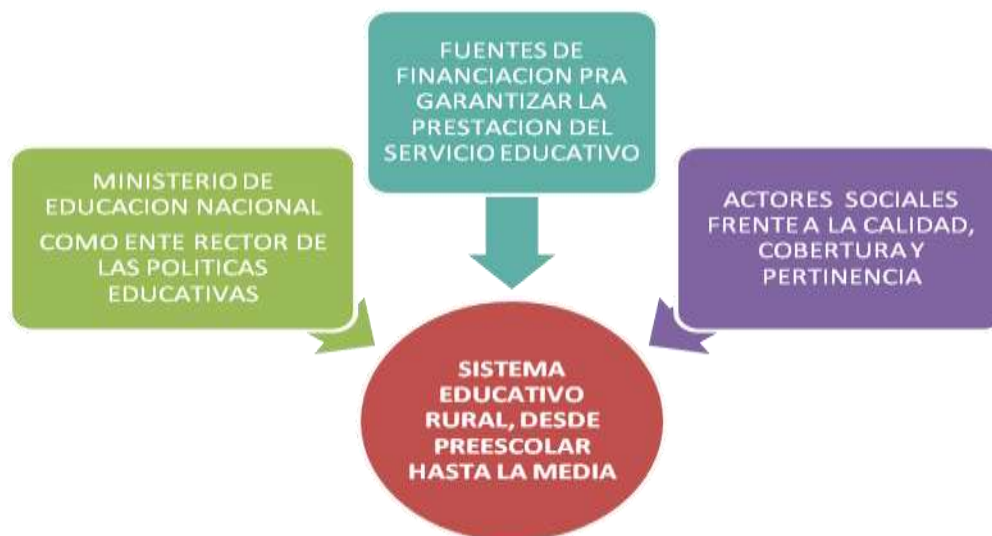 FUENTES DE
FINANCIACION PRA
GARANTIZAR LA
PRESTACION DEL
SERVICIO EDUCATIVO
MINISTERIO DE
EDUCACION NACIONAL
COMO ENTE RECTOR DE
LAS POLITICAS
EDUCATIVAS
ACTORES SOCIALES
FRENTE A LA CALIDAD,
COBERTURA Y
PERTINENCIA
SISTEMA
EDUCATIVO
RURAL, DESDE
PREESCOLAR
HASTA LA MEDIA